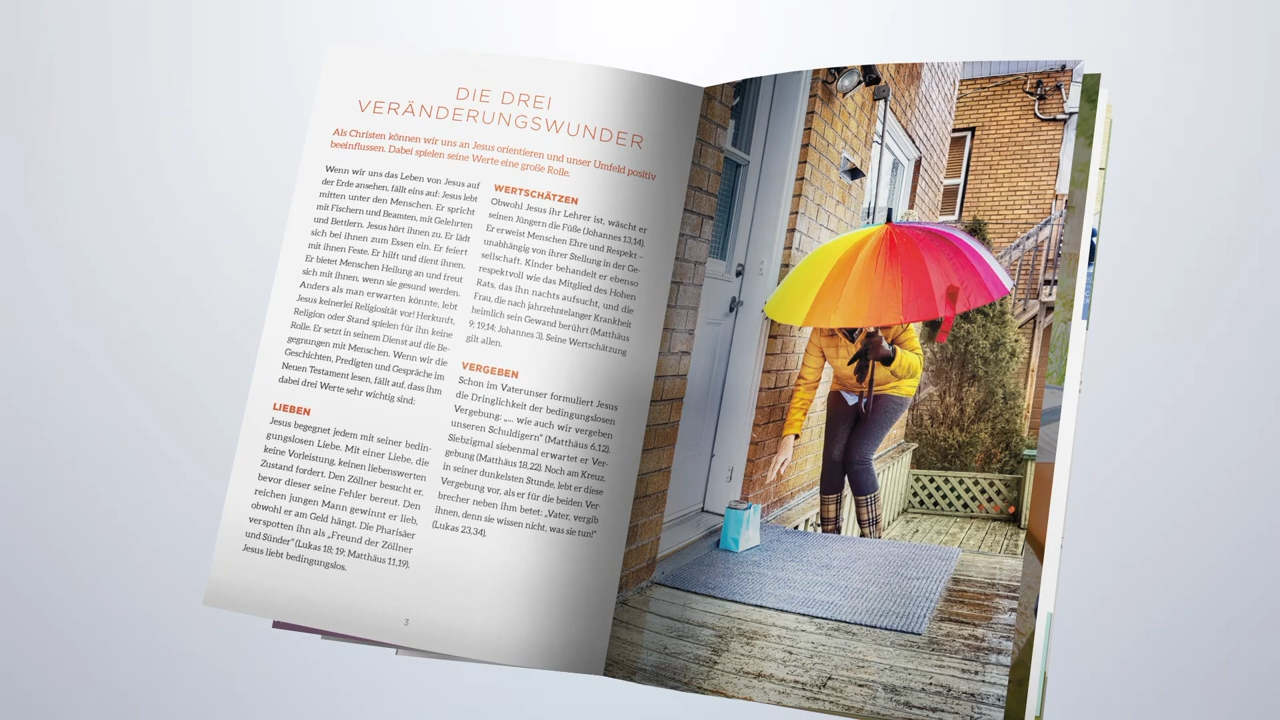 DIE DREI
VERÄNDERUNGSWUNDER
Als Christen können wir uns an Jesus orientieren und unser Umfeld positiv
beeinflussen. Dabei spielen seine Werte eine große Rolle.
Wenn wir uns das Leben von Jesus auf
der Erde ansehen, fällt eins auf: Jesus lebt
mitten unter den Menschen. Er spricht
mit Fischern und Beamten, mit Gelehrten
und Bettlern. Jesus hört ihnen zu. Er lädt
sich bei ihnen zum Essen ein. Er feiert
mit ihnen Feste. Er hilft und dient ihnen.
Er bietet Menschen Heilung an und freut
sich mit ihnen, wenn sie gesund werden.
Anders als man erwarten könnte, lebt
Jesus keinerlei Religiosität vor! Herkunft,
Religion oder Stand spielen für ihn keine
Rolle. Er setzt in seinem Dienst auf die Be-
gegnungen mit Menschen. Wenn wir die
Geschichten, Predigten und Gespräche im
Neuen Testament lesen, fällt auf, dass ihm
dabei drei Werte sehr wichtig sind:
LIEBEN
Jesus begegnet jedem mit seiner bedin-
gungslosen Liebe. Mit einer Liebe, die
keine Vorleistung, keinen liebenswerten
Zustand fordert. Den Zöllner besucht er,
bevor dieser seine Fehler bereut. Den
reichen jungen Mann gewinnt er lieb,
obwohl er am Geld hängt. Die Pharisäer
verspotten ihn als „Freund der Zöllner
und Sünder“ (Lukas 18; 19; Matthäus 11,19).
Jesus liebt bedingungslos.
WERTSCHÄTZEN
Obwohl Jesus ihr Lehrer ist, wäscht er
seinen Jüngern die Füße (Johannes 13,14).
Er erweist Menschen Ehre und Respekt –
unabhängig von ihrer Stellung in der Ge-
sellschaft. Kinder behandelt er ebenso
respektvoll wie das Mitglied des Hohen
Rats, das ihn nachts aufsucht, und die
Frau, die nach jahrzehntelanger Krankheit
heimlich sein Gewand berührt (Matthäus
9; 19,14; Johannes 3). Seine Wertschätzung
gilt allen.
VERGEBEN
Schon im Vaterunser formuliert Jesus
die Dringlichkeit der bedingungslosen
Vergebung: „... wie auch wir vergeben
unseren Schuldigern“ (Matthäus 6,12).
Siebzigmal siebenmal erwartet er Ver-
gebung (Matthäus 18,22). Noch am Kreuz,
in seiner dunkelsten Stunde, lebt er diese
Vergebung vor, als er für die beiden Ver-
brecher neben ihm betet: „Vater, vergib
ihnen, denn sie wissen nicht, was sie tun!“
(Lukas 23,34).
3